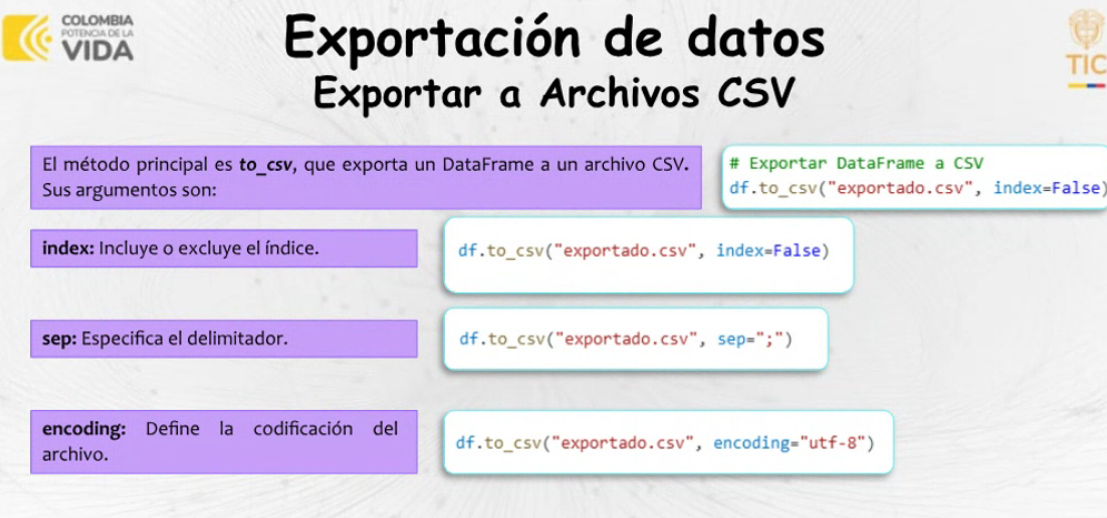 COLOMBIA
POTENCIA DE LA
VIDA
Exportación de datos
Exportar a Archivos CSV
TIC
El método principal es to_csv, que exporta un DataFrame a un archivo CSV.
Sus argumentos son:
# Exportar DataFrame a CSV
df.to_csv("exportado.csv", index=False)
index: Incluye o excluye el índice.
df.to_csv("exportado.csv", index=False)
sep: Especifica el delimitador.
df.to_csv("exportado.csv", sep=";")
encoding: Define la codificación del
archivo.
df.to_csv("exportado.csv", encoding="utf-8")